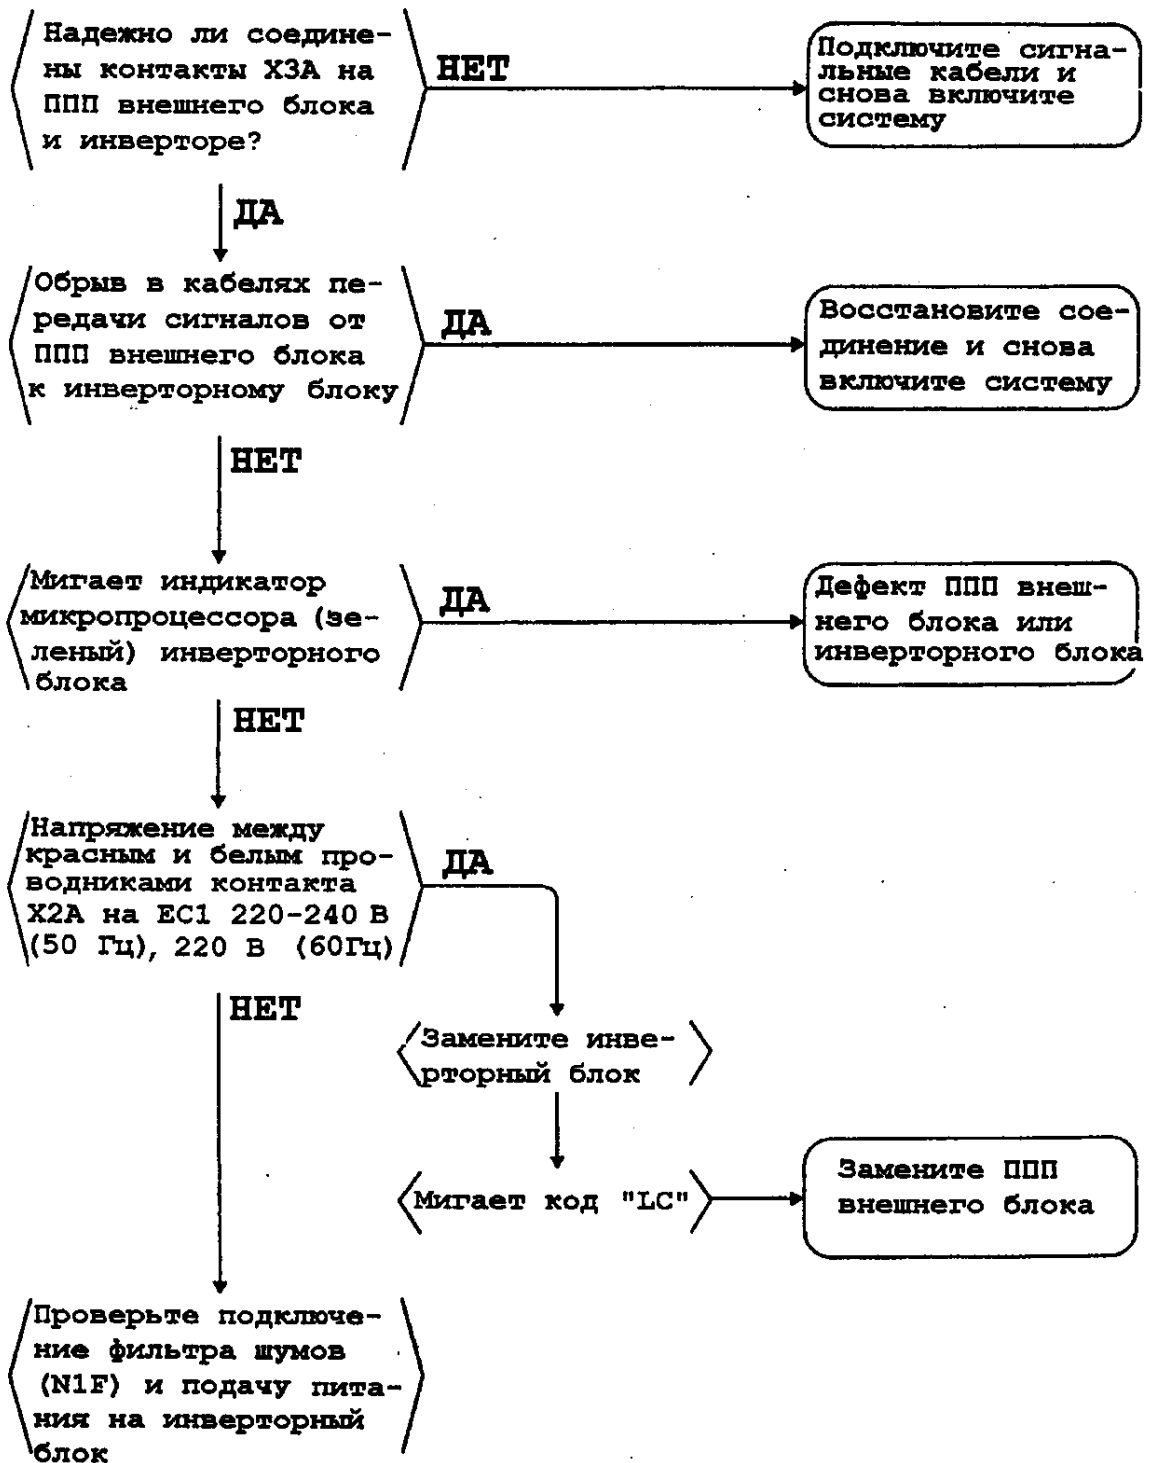 Надежно ли соедине-
ны контакты X3A на
ППП внешнего блока
и инверторе?
НЕТ
Подключите сигна-
льные кабели и
снова включите
систему
ДА
Обрыв в кабелях пе-
редачи сигналов от
ППП внешнего блока
к инверторному блоку
ДА
Восстановите сое-
динение и снова
включите систему
НЕТ
Мигает индикатор
микропроцессора (зе-
леный) инверторного
блока
ДА
Дефект ППП внеш-
него блока или
инверторного блока
НЕТ
Напряжение между
красным и белым про-
водниками контакта
X2A на EC1 220-240 В
(50 Гц), 220 В (60Гц)
ДА
НЕТ
Замените инве-
рторный блок
Мигает код "LC"
Замените ППП
внешнего блока
Проверьте подключе-
ние фильтра шумов
(N1F) и подачу пита-
ния на инверторный
блок